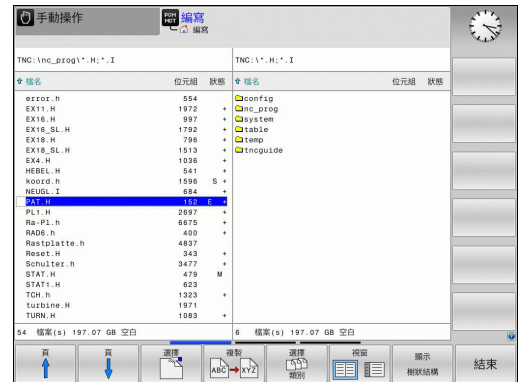 手動操作
PGM MGT 編寫
編寫
TNC:\nc_prog\*.H;*.I
檔名 位元組 狀態
error.h 554
EX11.H 1972 +
EX16.H 997 +
EX16_SL.H 1792 +
EX18.H 796 +
EX18_SL.H 1513 +
EX4.H 1036 +
HEBEL.H 541 +
koord.h 1596 S +
NEUGL.I 684 +
PAT.H 152 E +
PL1.H 2697 +
Ra-Pl.h 6675 +
RAD6.h 400 +
Rastplatte.h 4837
Reset.H 343 +
Schulter.h 3477 +
STAT.H 479 M
STAT1.H 623
TCH.h 1323 +
turbine.H 1971
TURN.H 1083 +
54 檔案(s) 197.07 GB 空白
TNC:\*.H;*.I
檔名 位元組 狀態
config
nc_prog
system
table
temp
tncguide
6 檔案(s) 197.07 GB 空白
頁
頁
選擇
複製
ABC XYZ
選擇
類別
視窗
顯示
樹狀結構
結束